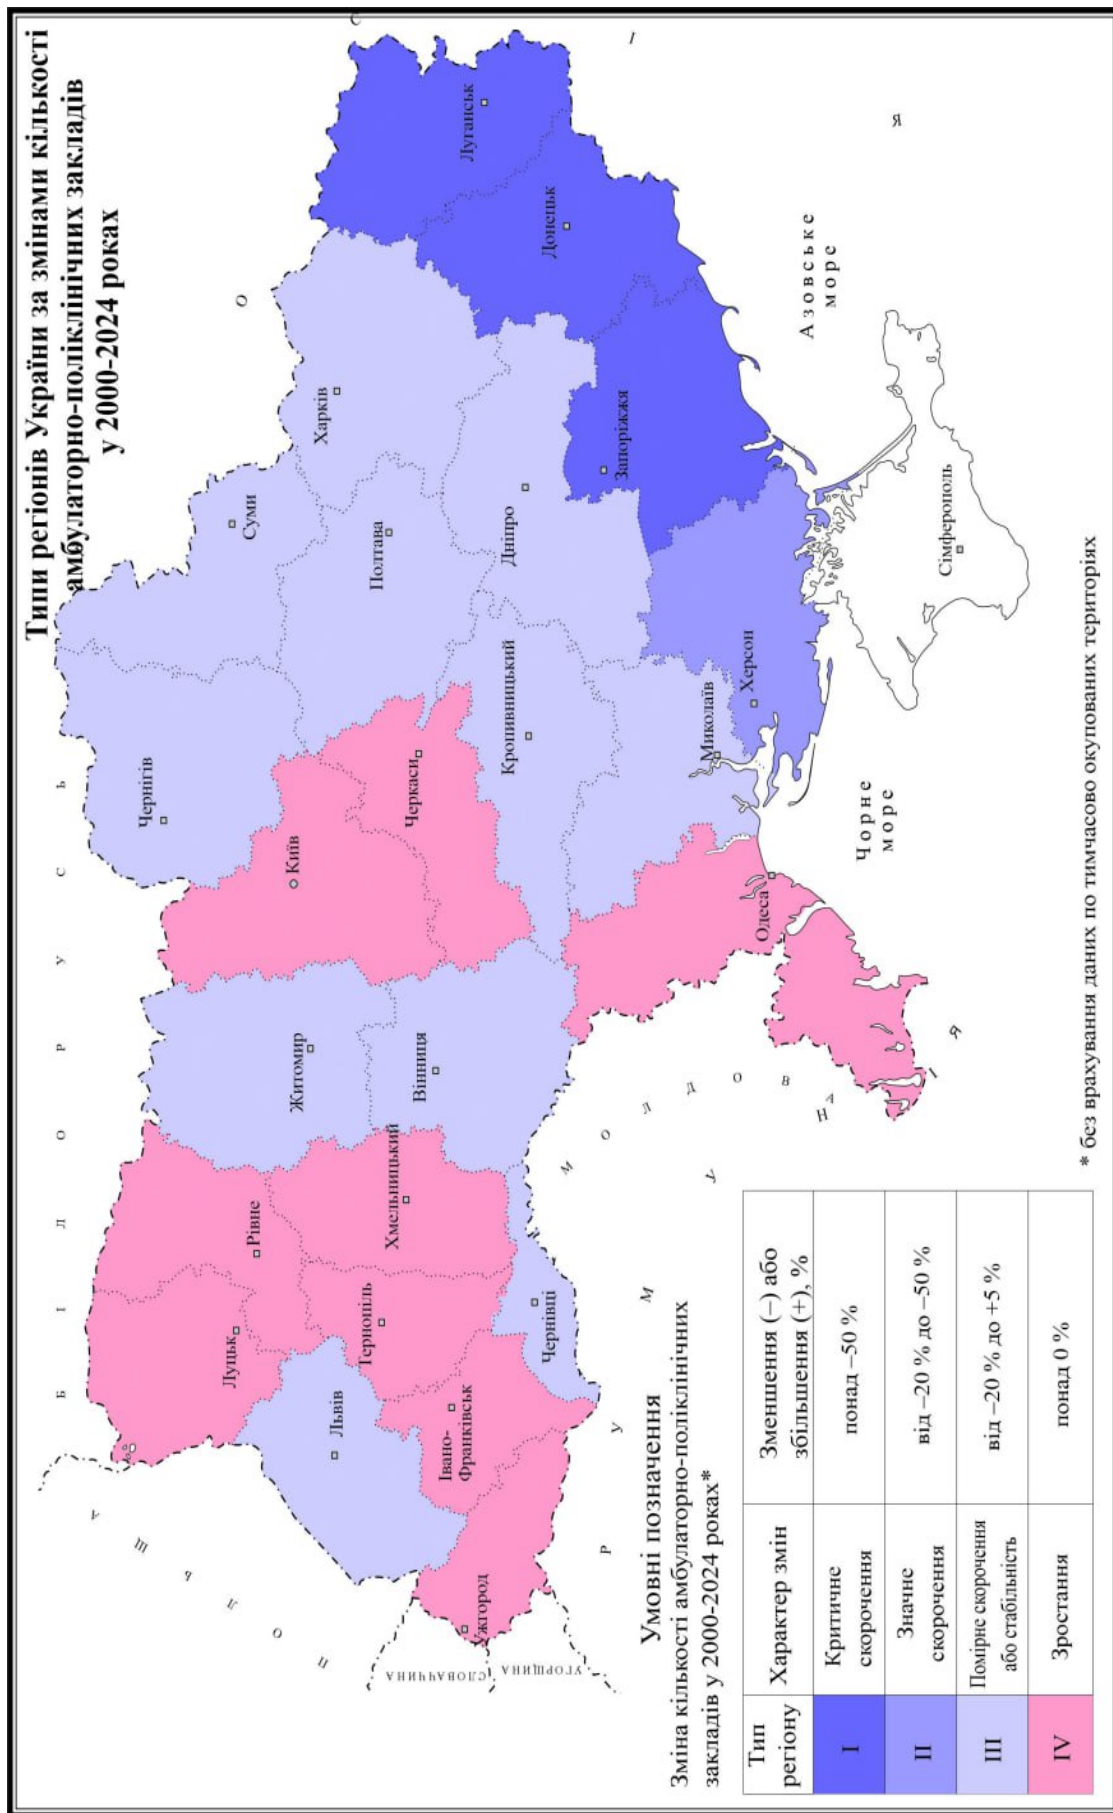 Типи регіонів України за змінами кількості
амбулаторно-поліклінічних закладів
у 2000-2024 роках
Б І Л О Р У С Ь
Р О С І Я
П О Л Ь Щ А
СЛОВАЧЧИНА
УГОРЩИНА
Р У М У Н І Я
М О Л Д О В А
Луцьк
Рівне
Житомир
Київ
Чернігів
Суми
Харків
Луганськ
Львів
Тернопіль
Хмельницький
Вінниця
Черкаси
Полтава
Ужгород
Івано-
Франківськ
Чернівці
Кропивницький
Дніпро
Донецьк
Запоріжжя
Одеса
Миколаїв
Херсон
Сімферополь
Азовське
море
Чорне
море
Умовні позначення
Зміна кількості амбулаторно-поліклінічних
закладів у 2000-2024 роках*
Тип
регіону
Характер змін
Зменшення (–) або
збільшення (+), %
I
Критичне
скорочення
понад –50 %
II
Значне
скорочення
від –20 % до –50 %
III
Помірне скорочення
або стабільність
від –20 % до +5 %
IV
Зростання
понад 0 %
* без врахування даних по тимчасово окупованих територіях